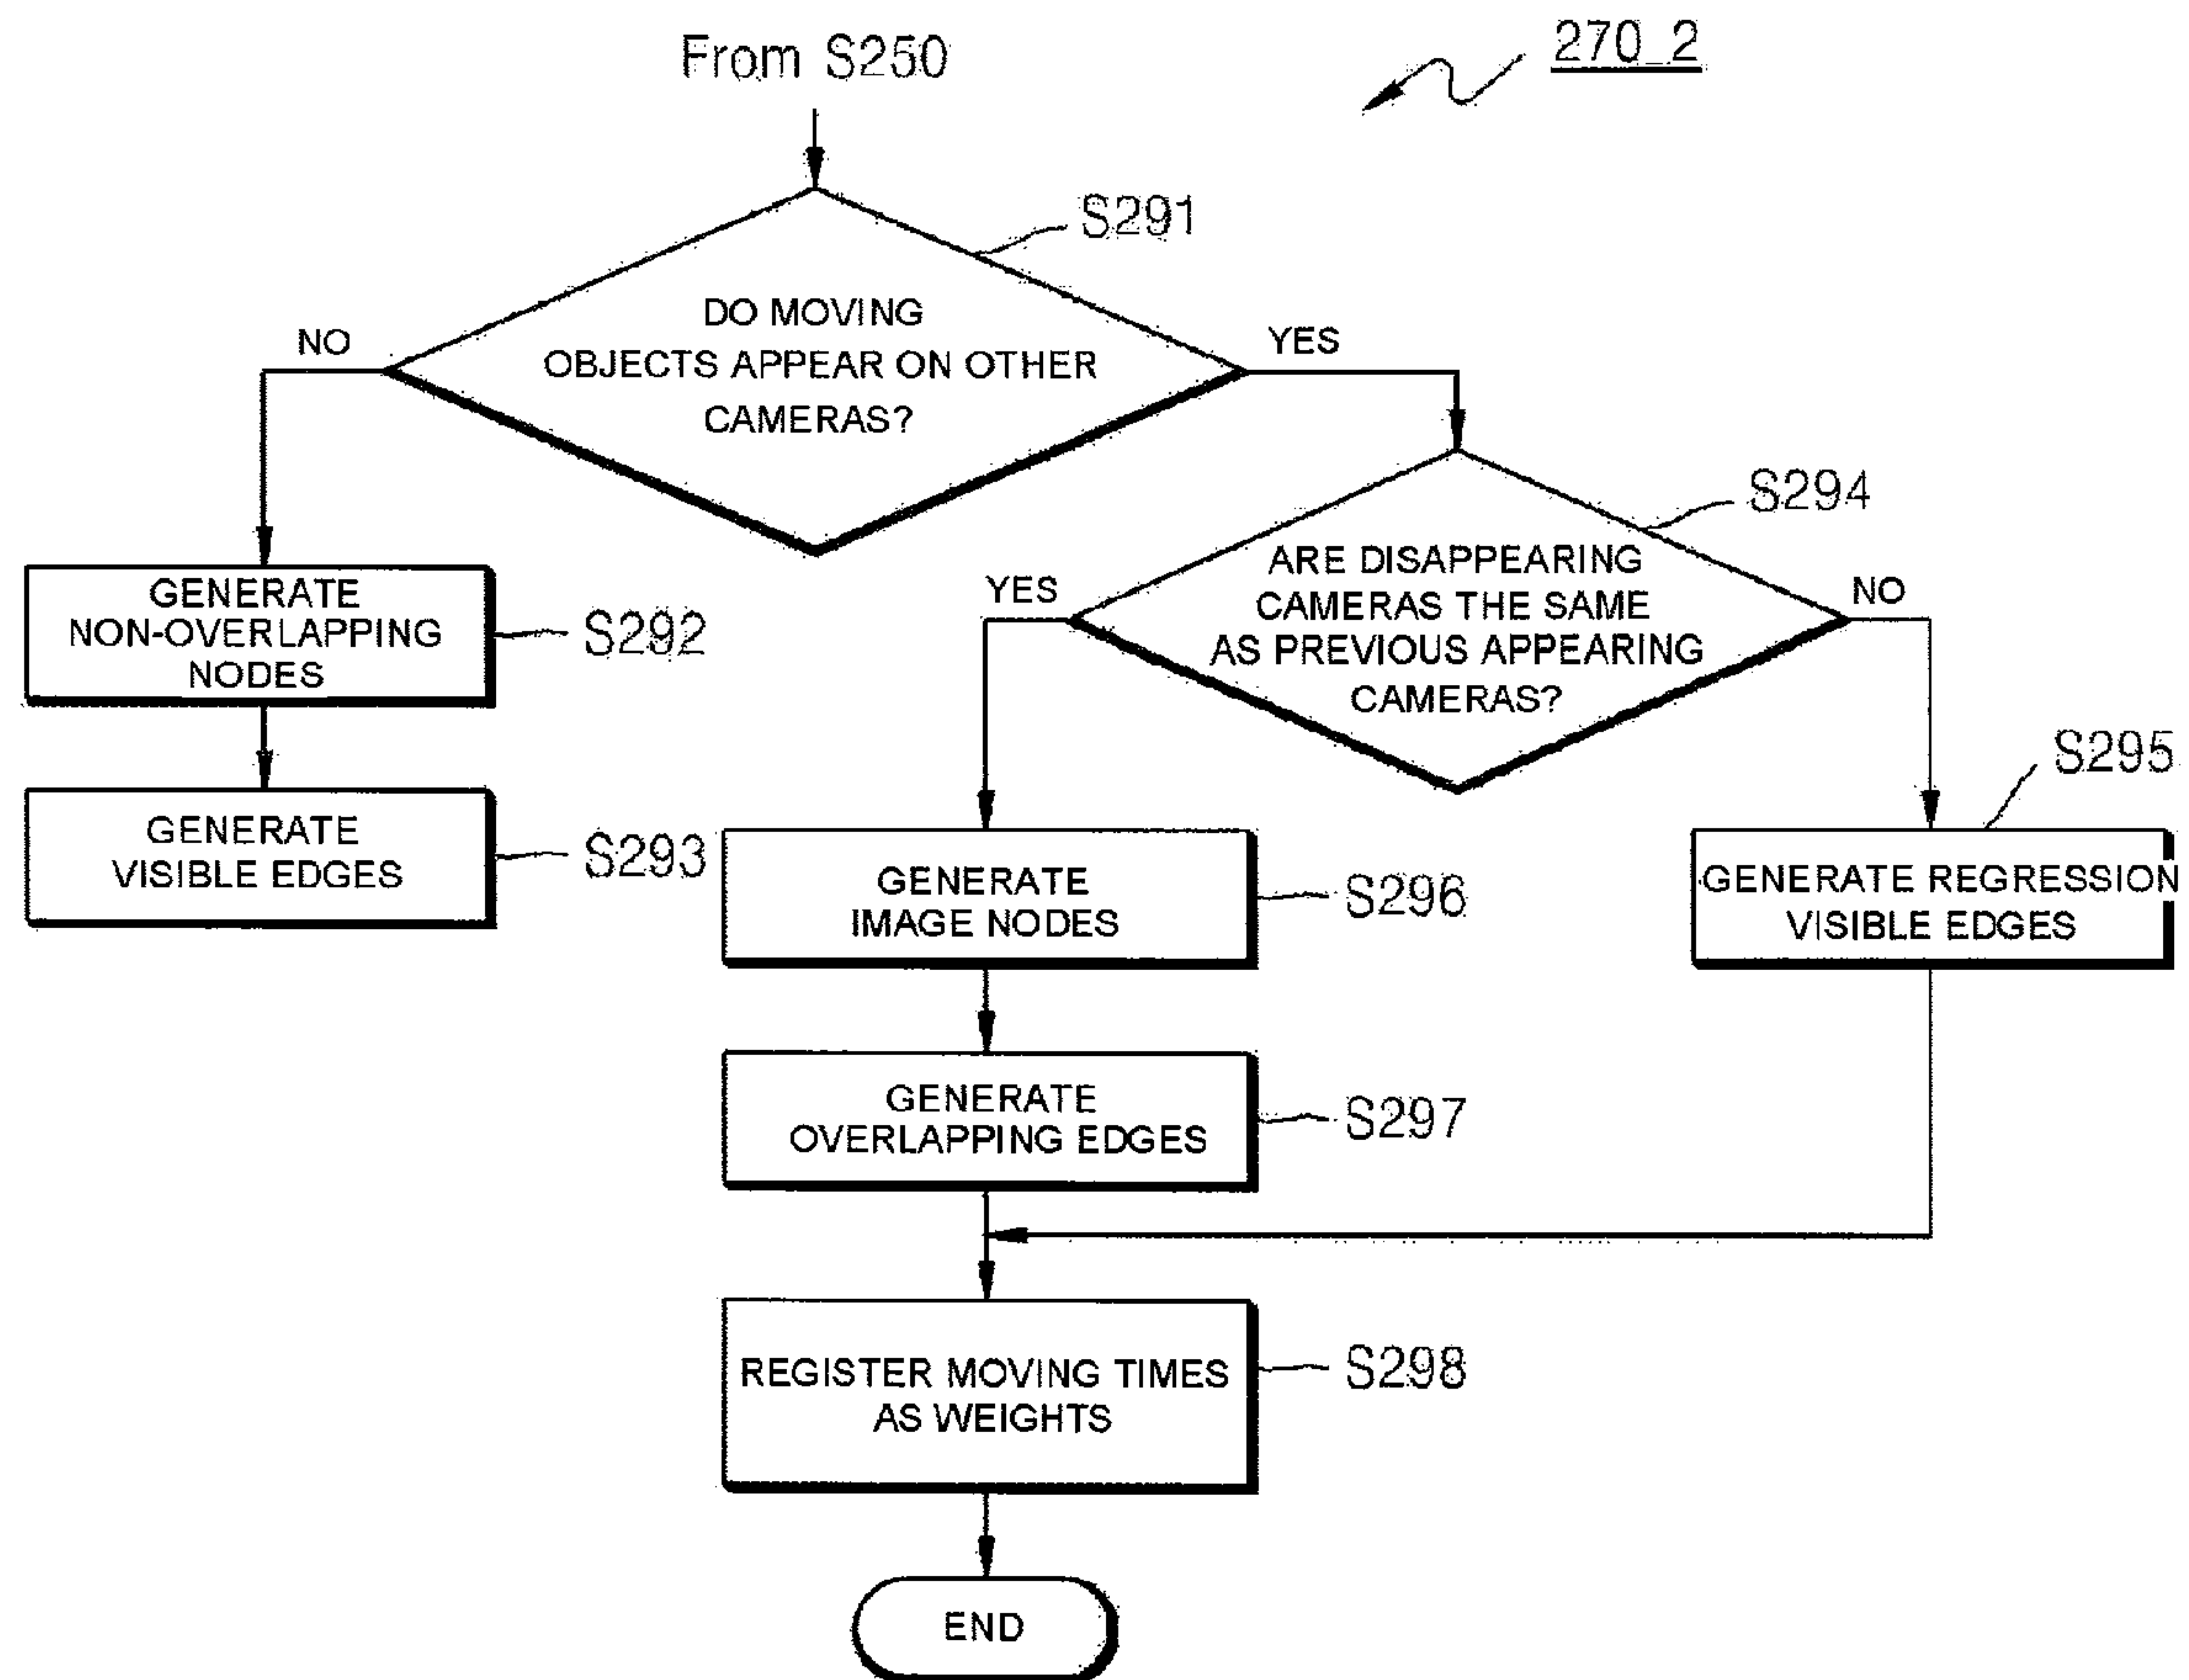 From S250
270_2
S291
DO MOVING
OBJECTS APPEAR ON OTHER
CAMERAS?
NO
YES
S294
ARE DISAPPEARING
CAMERAS THE SAME
AS PREVIOUS APPEARING
CAMERAS?
YES
NO
GENERATE
NON-OVERLAPPING
NODES
S292
GENERATE
VISIBLE EDGES
S293
S295
GENERATE REGRESSION
VISIBLE EDGES
GENERATE
IMAGE NODES
S296
GENERATE
OVERLAPPING EDGES
S297
REGISTER MOVING TIMES
AS WEIGHTS
S298
END